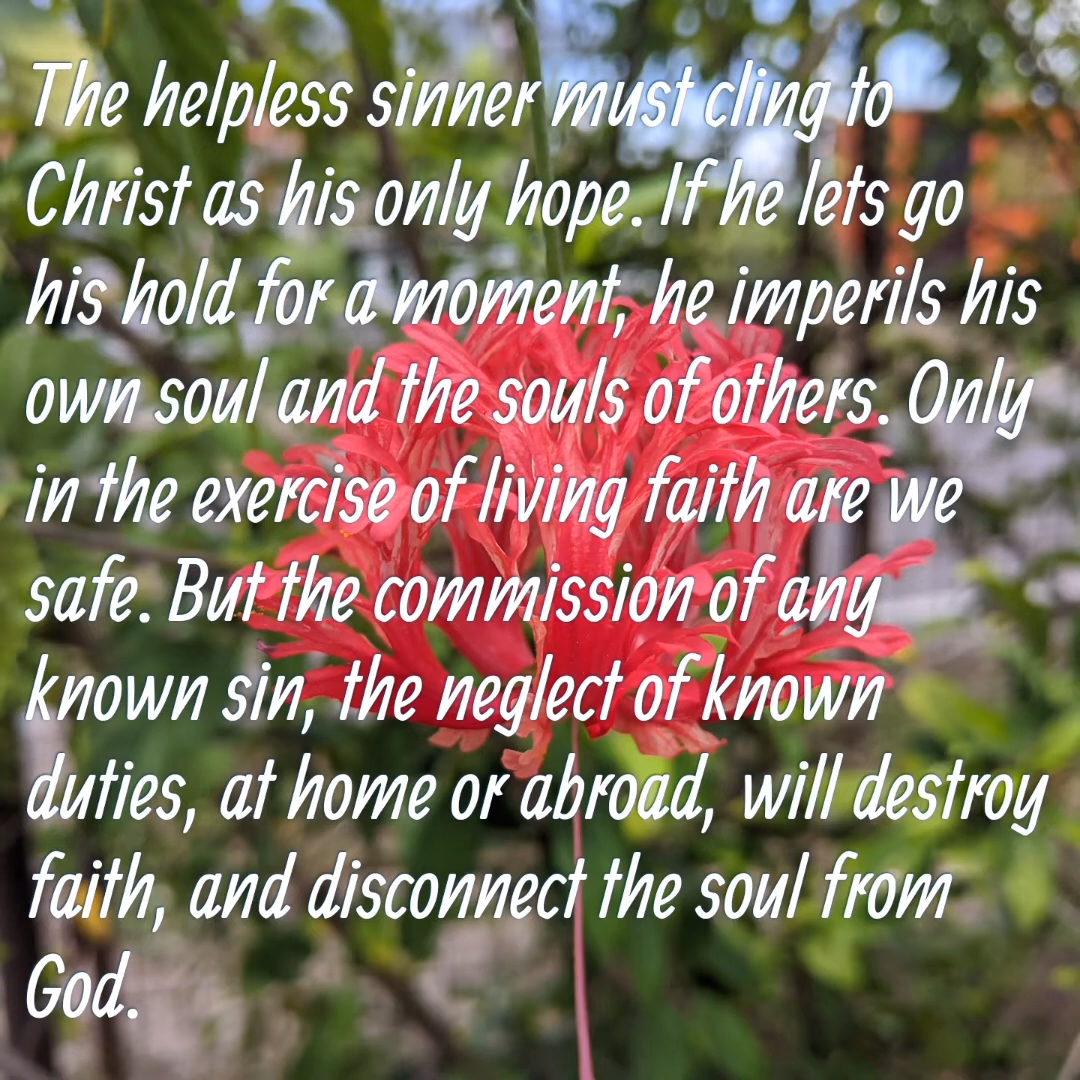 The helpless sinner must cling to
Christ as his only hope. If he lets go
his hold for a moment, he imperils his
own soul and the souls of others. Only
in the exercise of living faith are we
safe. But the commission of any
known sin, the neglect of known
duties, at home or abroad, will destroy
faith, and disconnect the soul from
God.